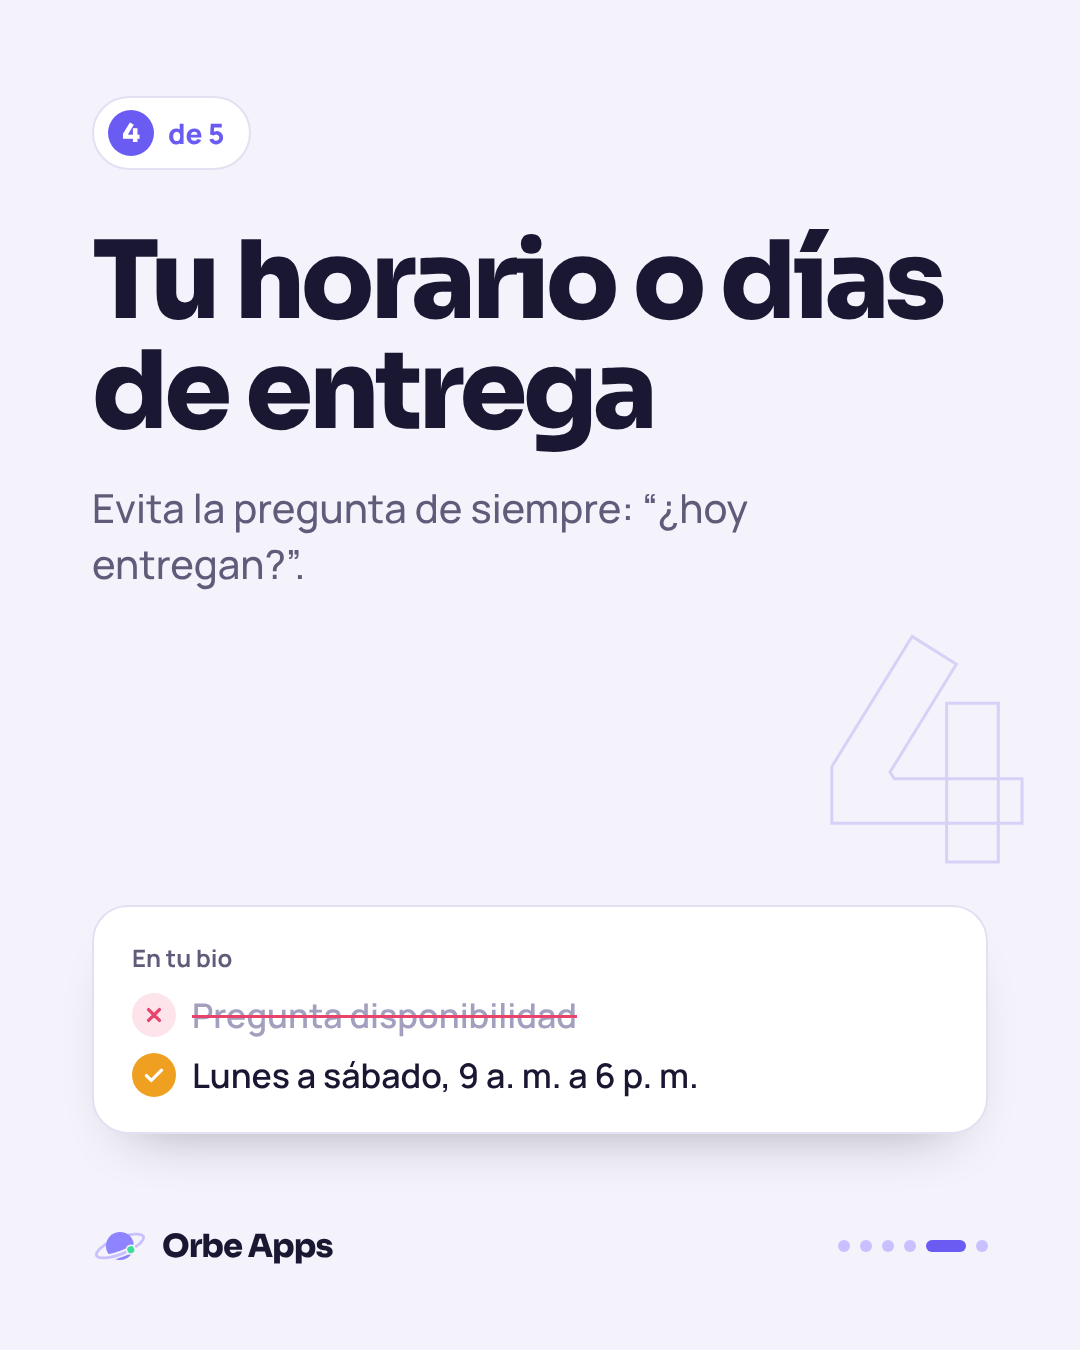 4 de 5
Tu horario o días
de entrega
Evita la pregunta de siempre: “¿hoy
entregan?”.
4
En tu bio
Pregunta disponibilidad
Lunes a sábado, 9 a. m. a 6 p. m.
Orbe Apps